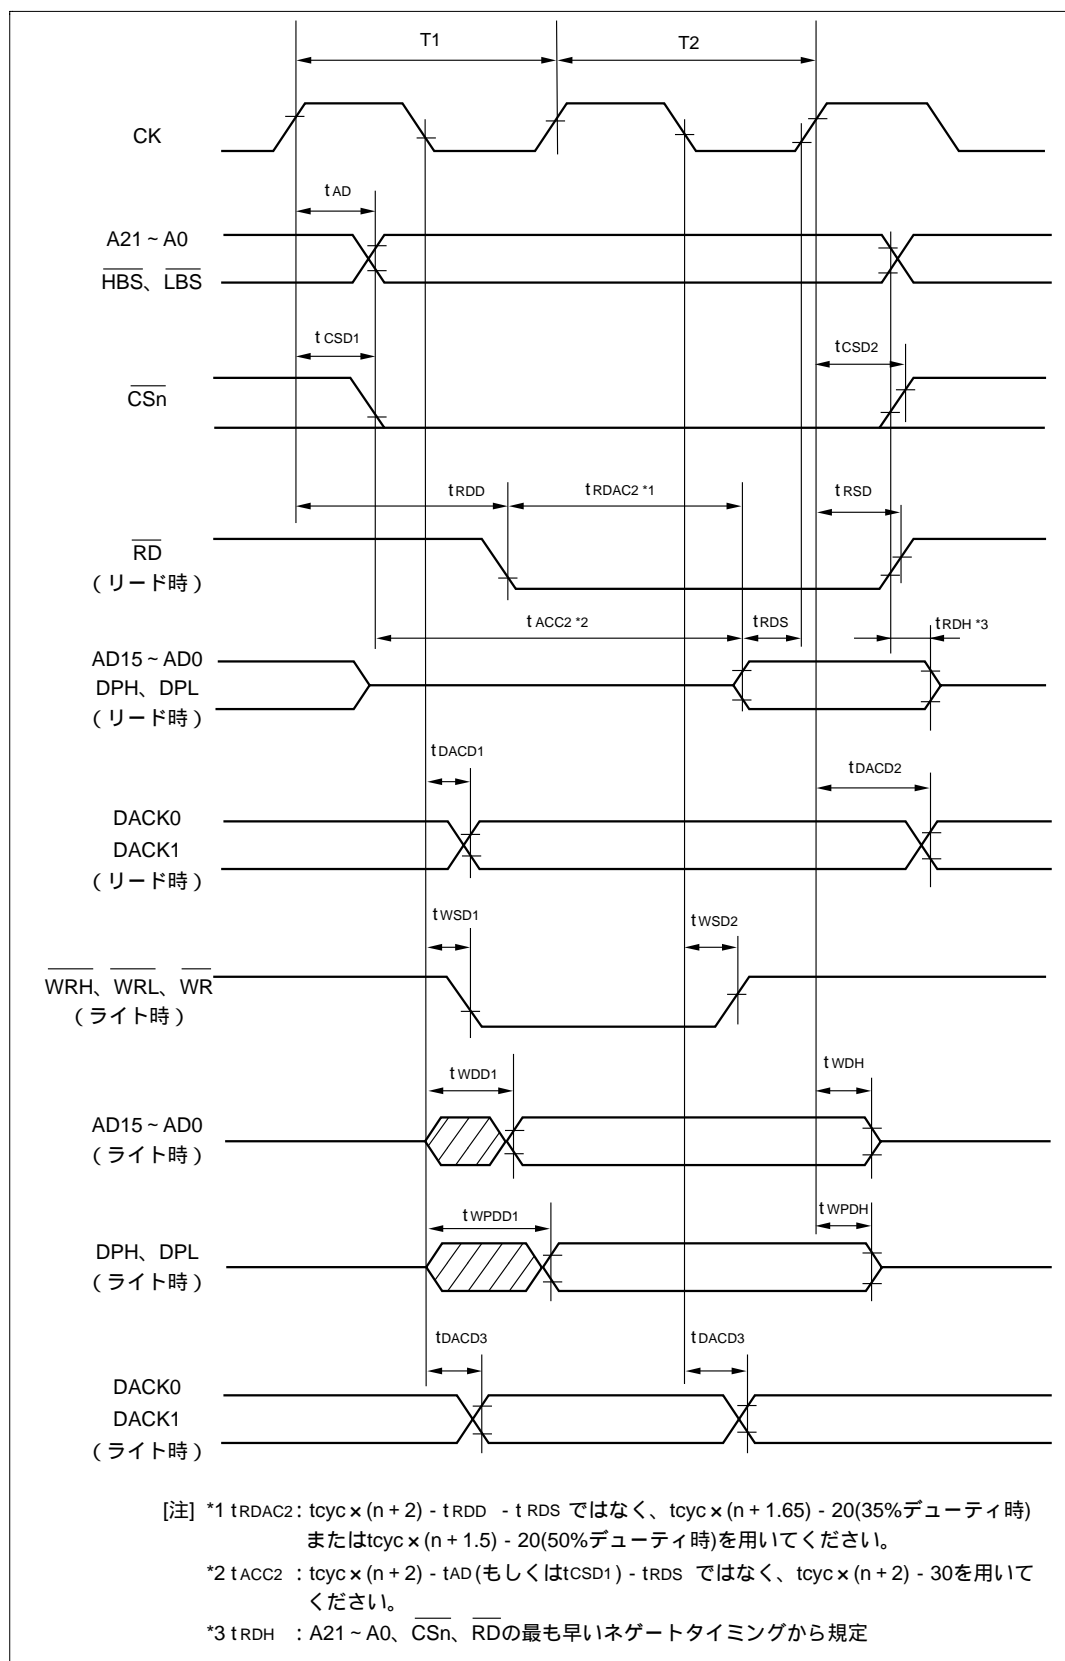 T1 T2
CK
tAD
A21~A0
HBS、LBS
tCSD1 tCSD2
CSn
tRDD tRDAC2 *1 tRSD
RD
(リード時)
tACC2 *2 tRDS tRDH *3
AD15~AD0
DPH、DPL
(リード時)
tDACD1 tDACD2
DACK0
DACK1
(リード時)
tWSD1 tWSD2
WRH、WRL、WR
(ライト時)
tWDD1 tWDH
AD15~AD0
(ライト時)
tWPDD1 tWPDH
DPH、DPL
(ライト時)
tDACD3 tDACD3
DACK0
DACK1
(ライト時)
[注] *1 tRDAC2: tcyc×(n+2) - tRDD - tRDS ではなく、tcyc×(n+1.65) - 20(35%デューティ時)
またはtcyc×(n+1.5) - 20(50%デューティ時)を用いてください。
*2 tACC2 : tcyc×(n+2) - tAD(もしくはtCSD1) - tRDS ではなく、tcyc×(n+2) - 30を用いて
ください。
*3 tRDH : A21~A0、CSn、RDの最も早いネゲートタイミングから規定